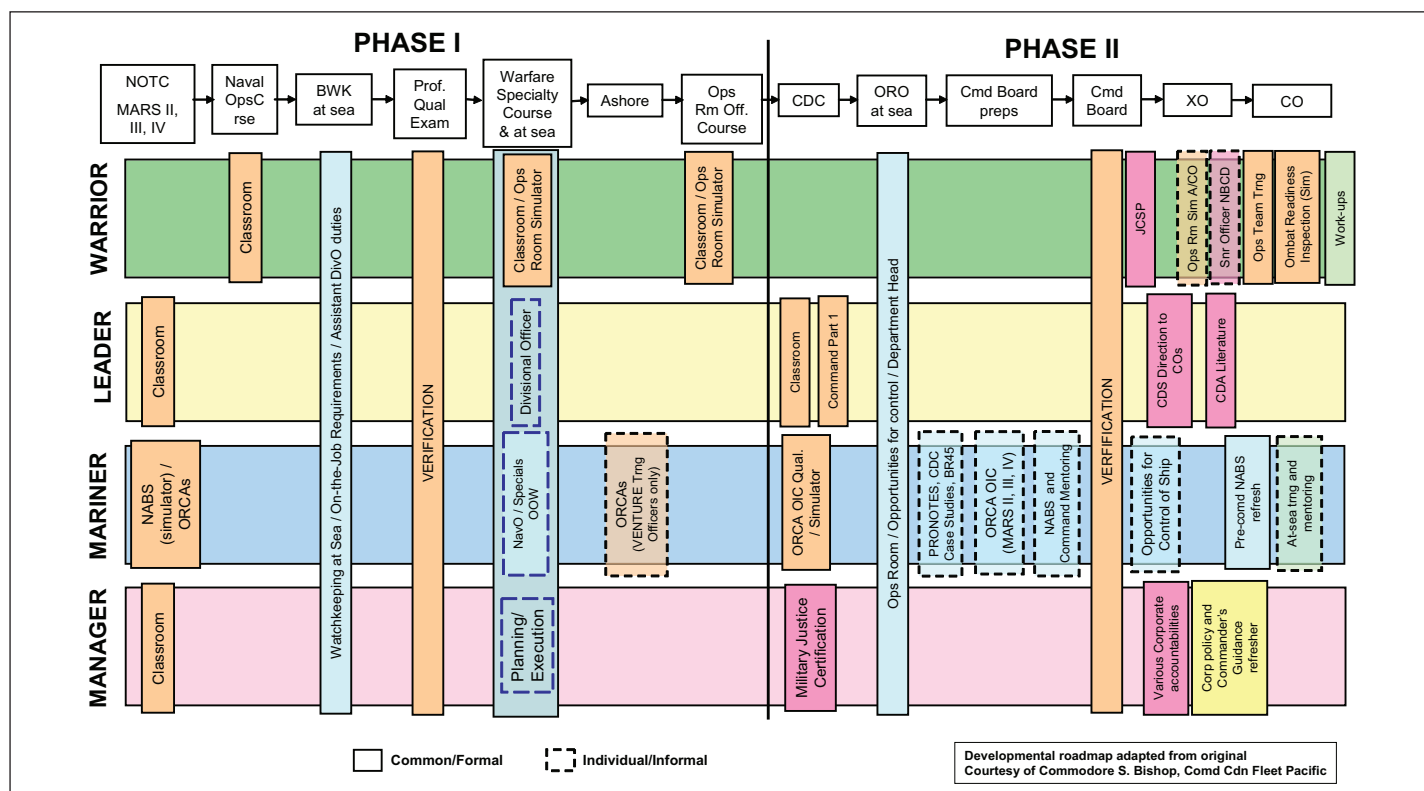 PHASE I
PHASE II
NOTC
MARS II,
III, IV
Naval
OpsC
rse
BWK
at sea
Prof.
Qual
Exam
Warfare
Specialty
Course
& at sea
Ashore
Ops
Rm Off.
Course
CDC
ORO
at sea
Cmd Board
preps
Cmd
Board
XO
CO
WARRIOR
Classroom
Classroom / Ops
Room Simulator
Classroom / Ops
Room Simulator
JCSP
Ops Rm Sim A/CO
Snr Officer NBCD
Ops Team Trng
Ombat Readiness
Inspection (Sim)
Work-ups
Watchkeeping at Sea / On-the-Job Requirements / Assistant DivO duties
VERIFICATION
Ops Room / Opportunities for control / Department Head
VERFIFICATION
LEADER
Classroom
Divisional Officer
Classroom
Command Part 1
CDS Direction to
COs
CDA Literature
MARINER
NABS
(simulator) /
ORCAs
NavO / Specials
OOW
ORCAs
(VENTURE Trng
Officers only)
ORCA OIC Qual.
/ Simulator
PRONOTES, CDC
Case Studies, BR45
ORCA OIC
(MARS II, III, IV)
NABS and
Command Mentoring
Opportunities for
Control of Ship
Pre-comd NABS
refresh
At-sea trng and
mentoring
MANAGER
Classroom
Planning/
Execution
Military Justice
Certification
Various Corporate
accountabilities
Corp policy and
Commander's
Guidance
refresher
Common/Formal
Individual/Informal
Developmental roadmap adapted from original
Courtesy of Commodore S. Bishop, Comd Cdn Fleet Pacific